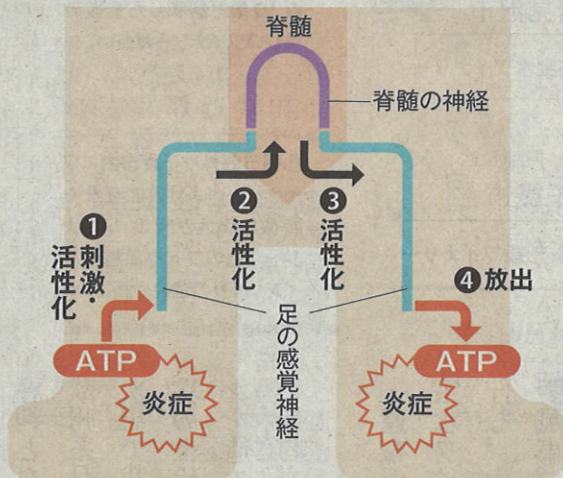 脊髄
脊髄の神経
❶刺激・
活性化
❷活性化
❸活性化
❹放出
足の感覚神経
ATP
炎症
炎症
ATP